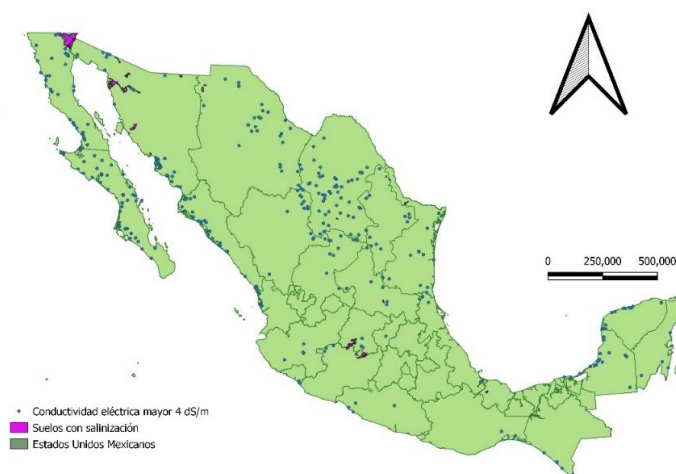 0 250,000 500,000
Conductividad eléctrica mayor 4 dS/m
Suelos con salinización
Estados Unidos Mexicanos